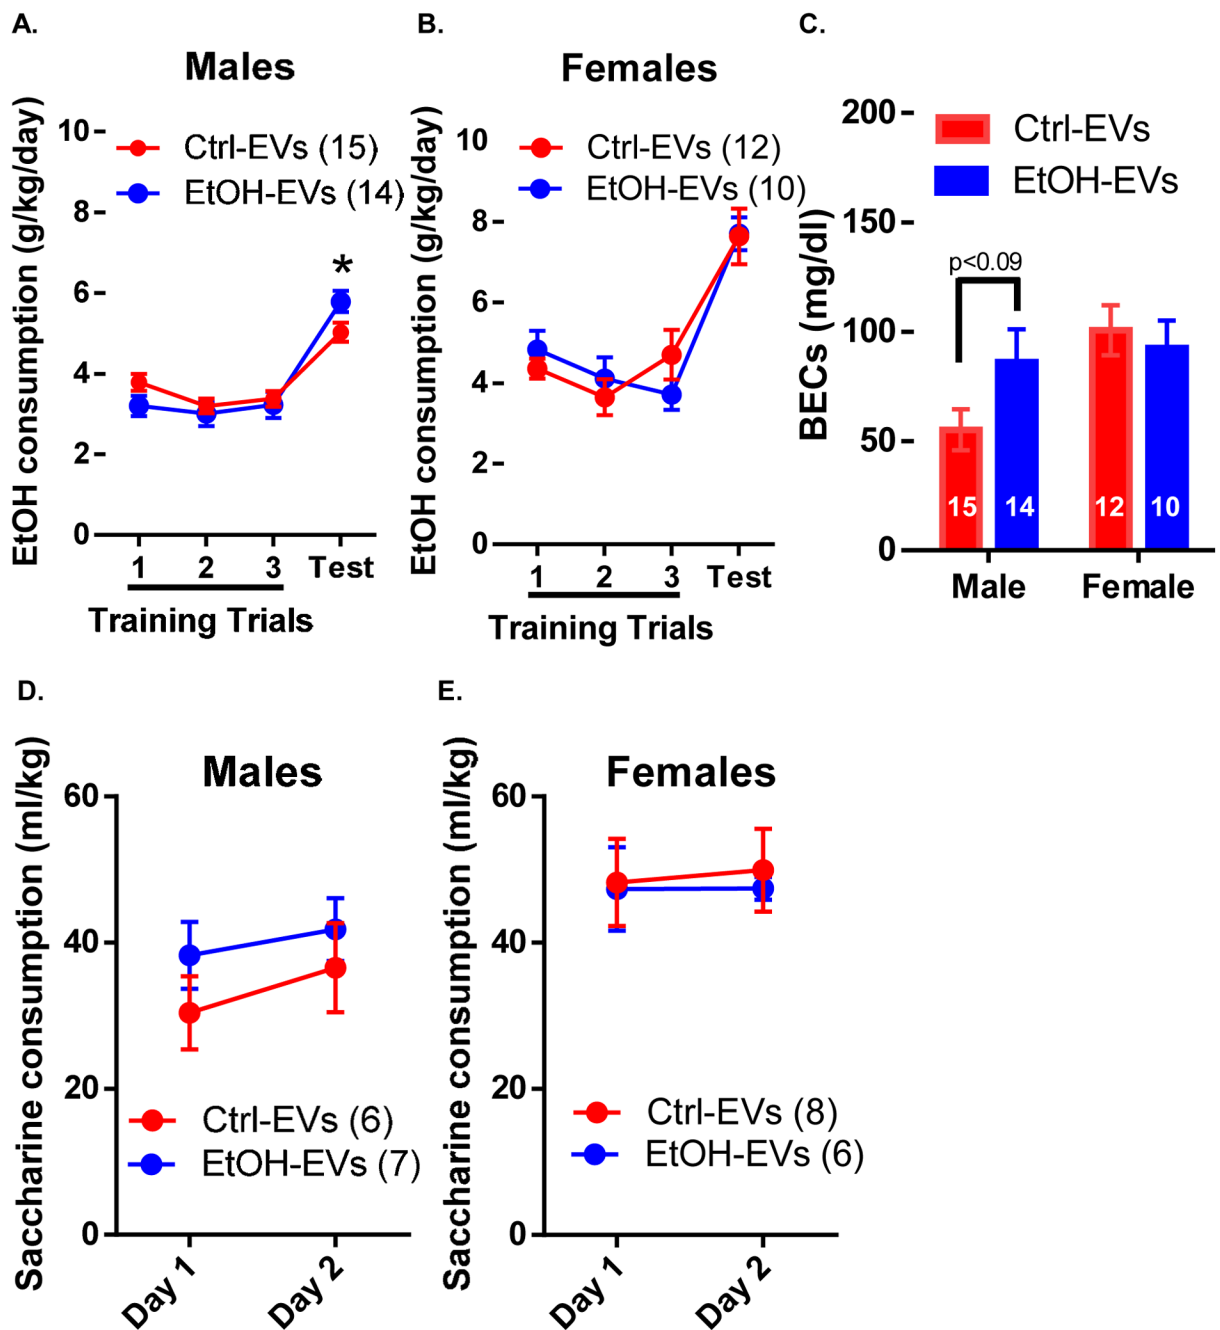 A.
Males
EtOH consumption (g/kg/day)
10
8
6
4
2
0
Ctrl-EVs (15)
EtOH-EVs (14)
*
1 2 3 Test
Training Trials
B.
Females
EtOH consumption (g/kg/day)
10
8
6
4
2
0
Ctrl-EVs (12)
EtOH-EVs (10)
1 2 3 Test
Training Trials
C.
BECs (mg/dl)
200
150
100
50
0
Ctrl-EVs
EtOH-EVs
p<0.09
15 14 12 10
Male Female
D.
Males
Saccharine consumption (ml/kg)
60
40
20
0
Ctrl-EVs (6)
EtOH-EVs (7)
Day 1 Day 2
E.
Females
Saccharine consumption (ml/kg)
60
40
20
0
Ctrl-EVs (8)
EtOH-EVs (6)
Day 1 Day 2